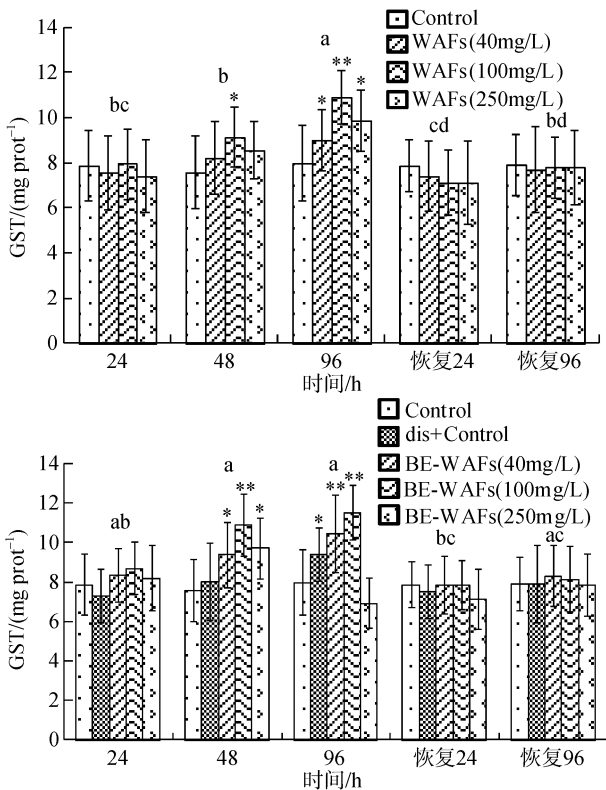 Control
WAFs(40mg/L)
WAFs(100mg/L)
WAFs(250mg/L)
GST/(mg prot⁻¹)
14
12
10
8
6
4
2
0
bc
b
*
a
*
**
*
cd
bd
24
48
96
恢复24
恢复96
时间/h
Control
dis+Control
BE-WAFs(40mg/L)
BE-WAFs(100mg/L)
BE-WAFs(250mg/L)
GST/(mg prot⁻¹)
14
12
10
8
6
4
2
0
ab
a
*
**
*
a
*
**
**
bc
ac
24
48
96
恢复24
恢复96
时间/h